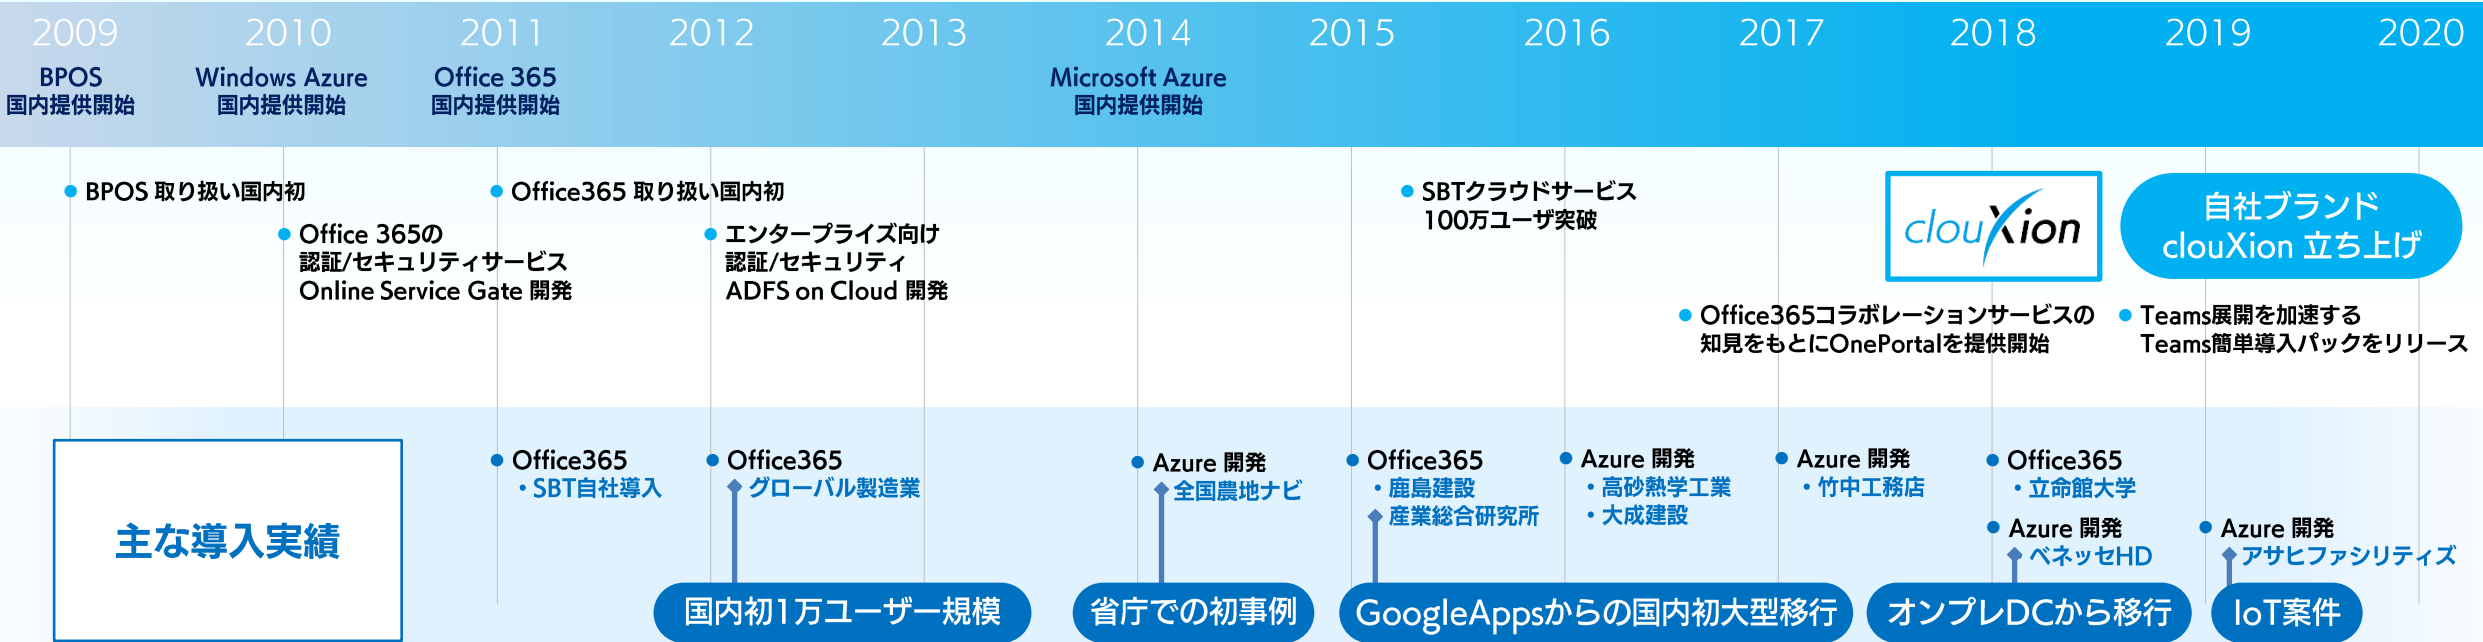 2009 2010 2011 2012 2013 2014 2015 2016 2017 2018 2019 2020
BPOS
国内提供開始
Windows Azure
国内提供開始
Office 365
国内提供開始
Microsoft Azure
国内提供開始
BPOS 取り扱い国内初
Office 365の
認証/セキュリティサービス
Online Service Gate 開発
Office365 取り扱い国内初
エンタープライズ向け
認証/セキュリティ
ADFS on Cloud 開発
SBTクラウドサービス
100万ユーザ突破
clouXion
自社ブランド
clouXion 立ち上げ
Office365コラボレーションサービスの
知見をもとにOnePortalを提供開始
Teams展開を加速する
Teams簡単導入パックをリリース
主な導入実績
Office365
・SBT自社導入
Office365
グローバル製造業
国内初1万ユーザー規模
Azure 開発
全国農地ナビ
省庁での初事例
Office365
・鹿島建設
産業総合研究所
GoogleAppsからの国内初大型移行
Azure 開発
・高砂熱学工業
・大成建設
Azure 開発
・竹中工務店
Office365
・立命館大学
Azure 開発
ベネッセHD
オンプレDCから移行
Azure 開発
アサヒファシリティズ
IoT案件